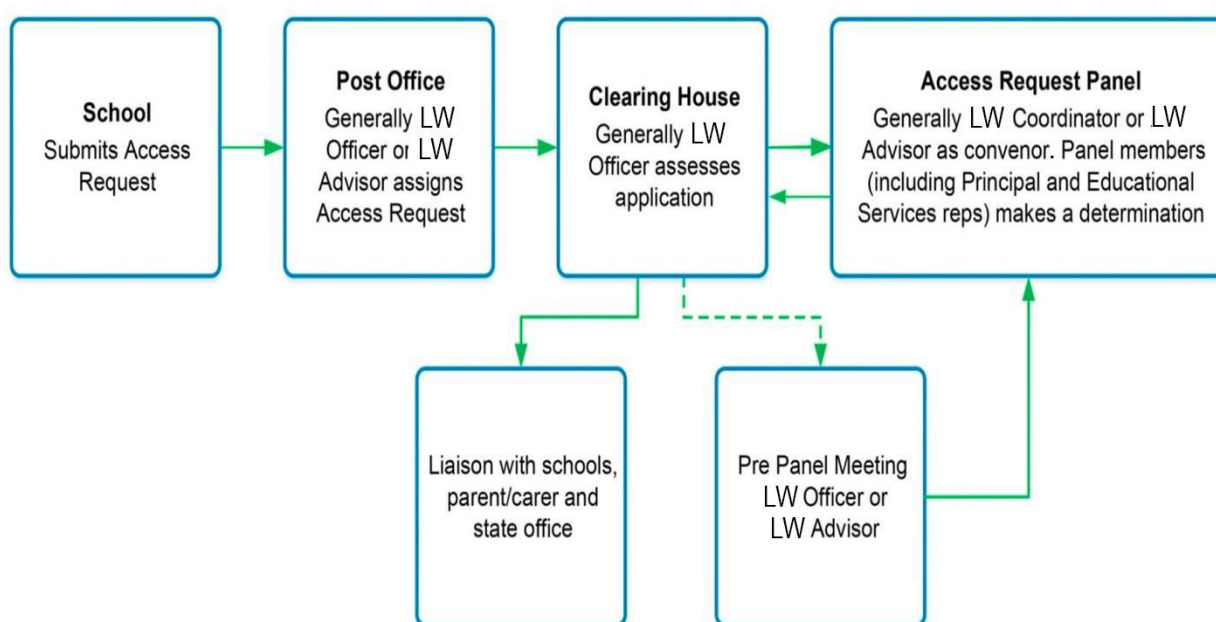 School
Submits Access
Request
Post Office
Generally LW
Officer or LW
Advisor assigns
Access Request
Clearing House
Generally LW
Officer assesses
application
Access Request Panel
Generally LW Coordinator or LW
Advisor as convenor. Panel members
(including Principal and Educational
Services reps) makes a determination
Liaison with schools,
parent/carer and
state office
Pre Panel Meeting
LW Officer or
LW Advisor